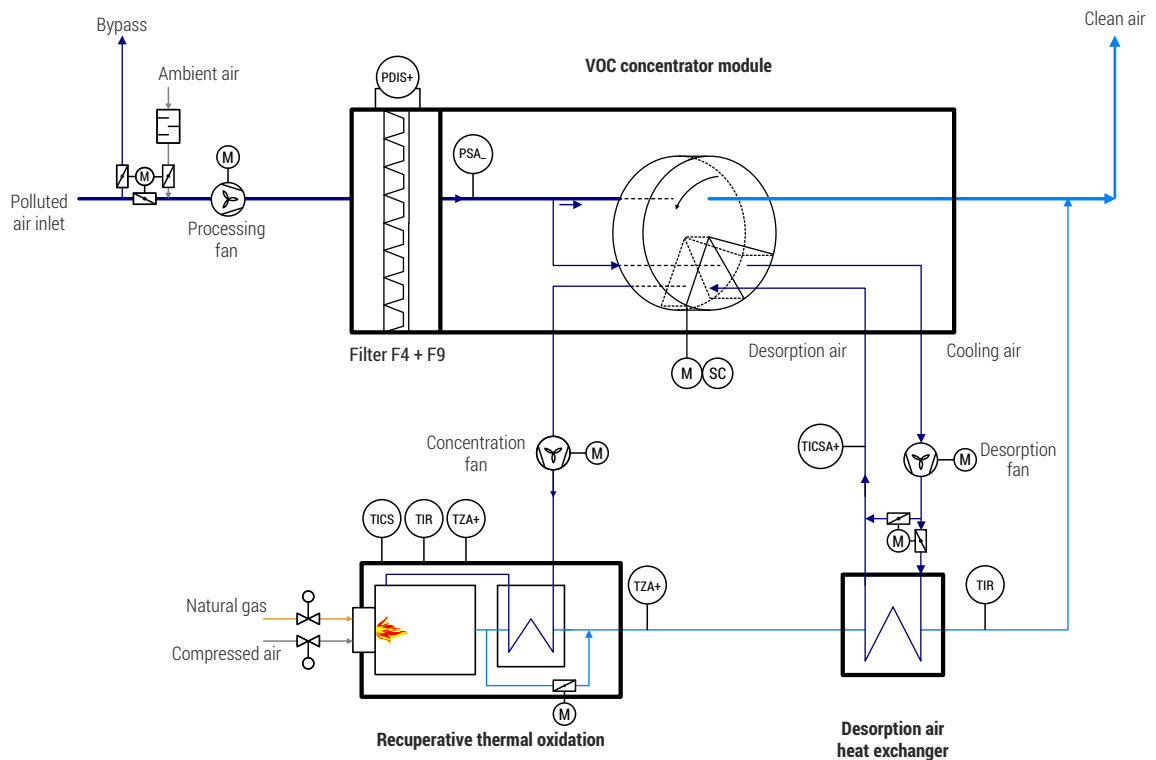 Bypass
Clean air
Ambient air
PDIS+
VOC concentrator module
M
M
PSA_
Polluted
air inlet
Processing
fan
Filter F4 + F9
Desorption air
Cooling air
M
SC
Concentration
fan
M
TICSA+
M
Desorption
fan
TICS
TIR
TZA+
M
TZA+
TIR
Natural gas
Compressed air
M
Recuperative thermal oxidation
Desorption air
heat exchanger